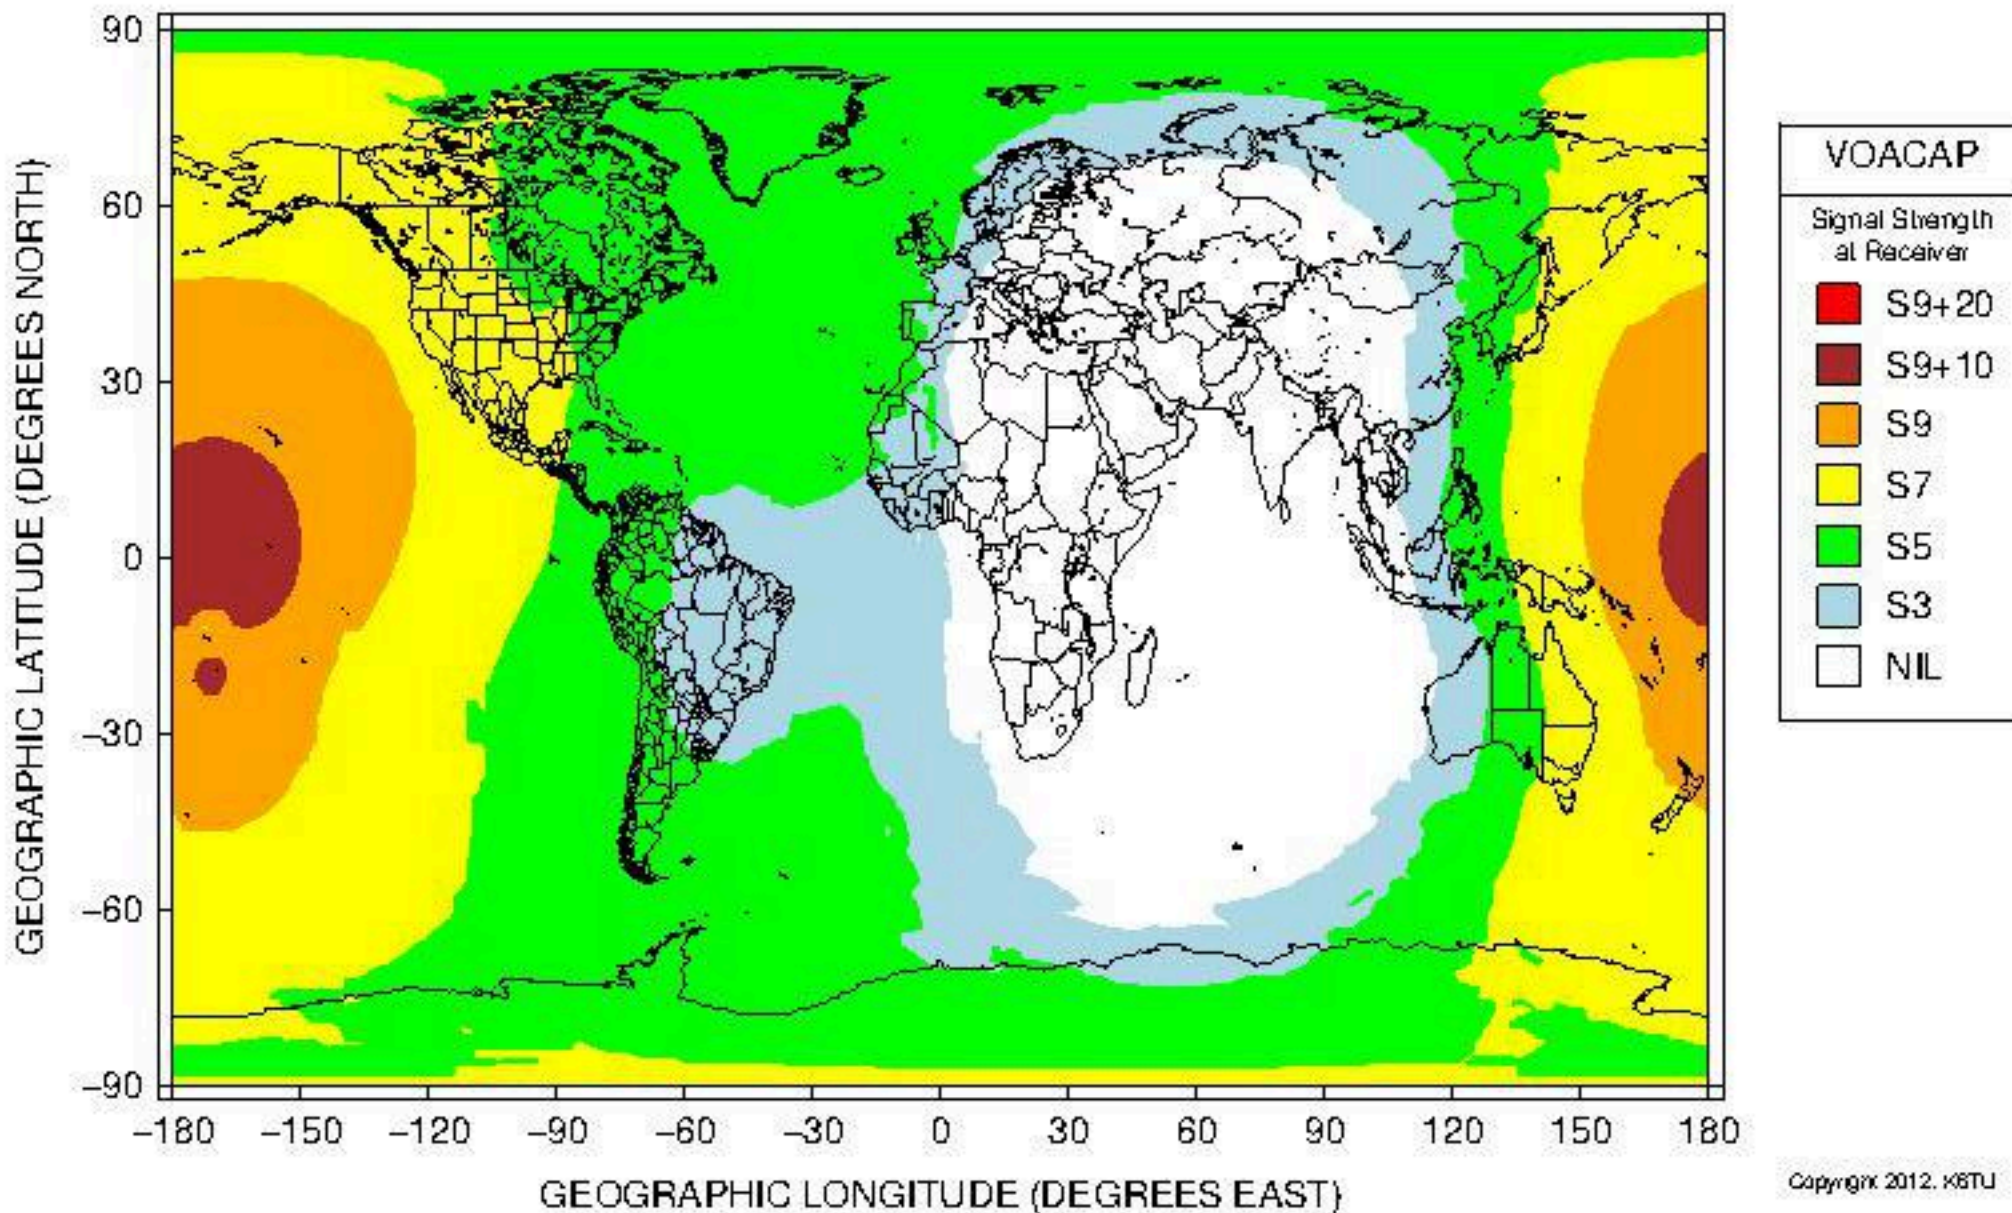 90
60
30
0
−30
−60
−90
GEOGRAPHIC LATITUDE (DEGREES NORTH)
−180 −150 −120 −90 −60 −30 0 30 60 90 120 150 180
GEOGRAPHIC LONGITUDE (DEGREES EAST)
VOACAP
Signal Strength
at Receiver
S9+20
S9+10
S9
S7
S5
S3
NIL
Copyright 2012, K6TU